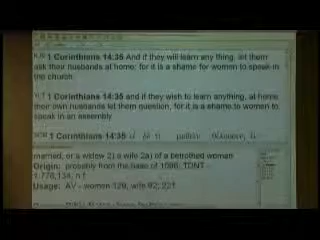 1 Corinthians 14:35 And if they will learn any thing, let them
ask their husbands at home: for it is a shame for women to speak in
the church
1 Corinthians 14:35 and if they wish to learn anything, at home
their own husbands let them question, for it is a shame to women to
speak in an assembly
1 Corinthians 14:35
married, or a widow 2) a wife 2a) of a betrothed woman
Origin: probably from the base of 1096; TDNT -
1:776,134; n f
Usage: AV - women 129, wife 92; 221